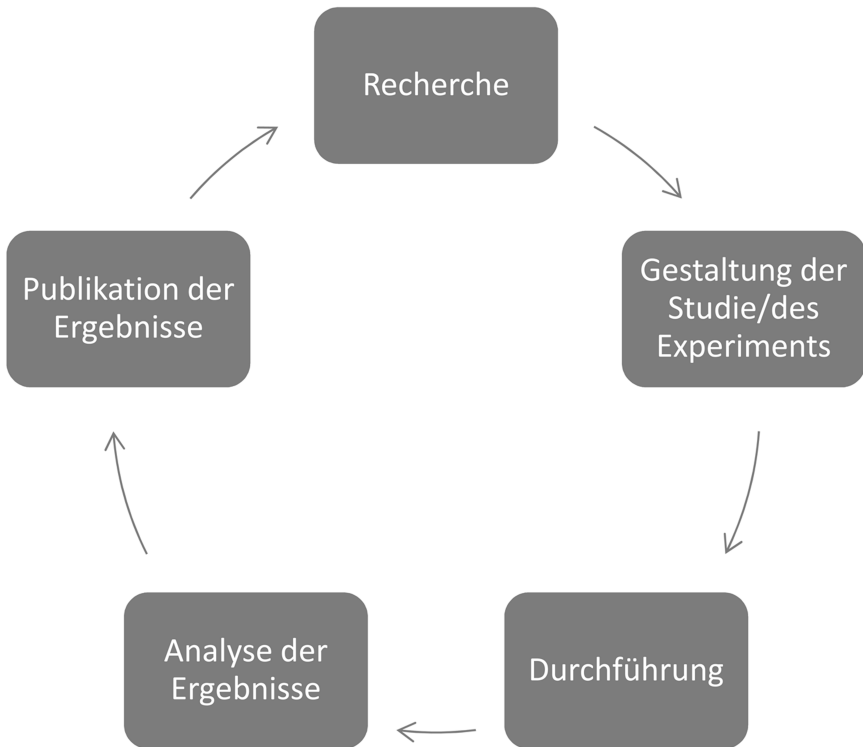 Recherche
Gestaltung der
Studie/des
Experiments
Durchführung
Analyse der
Ergebnisse
Publikation der
Ergebnisse